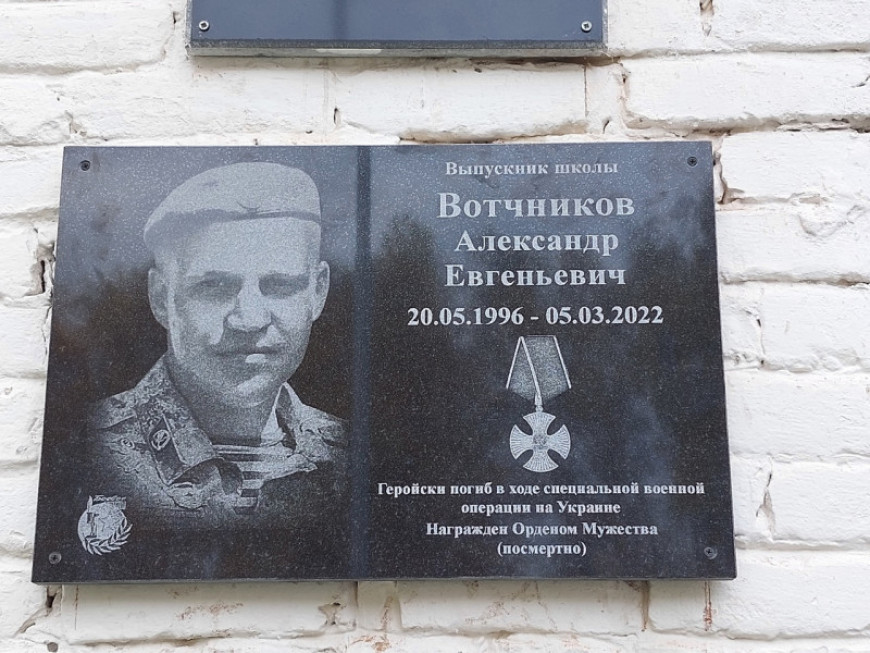 Выпускник школы
Вотчников
Александр
Евгеньевич
20.05.1996 - 05.03.2022
Геройски погиб в ходе специальной военной
операции на Украине
Награжден Орденом Мужества
(посмертно)